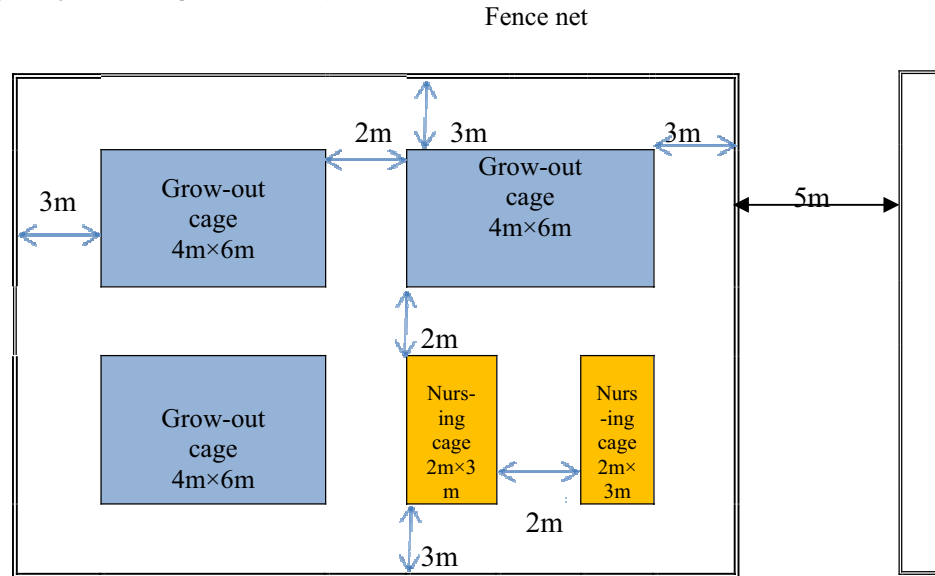 Fence net
2m
3m
3m
Grow-out
cage
4m×6m
Grow-out
cage
4m×6m
3m
5m
2m
Grow-out
cage
4m×6m
Nurs-
ing
cage
2m×3
m
Nurs
-ing
cage
2m×
3m
2m
3m